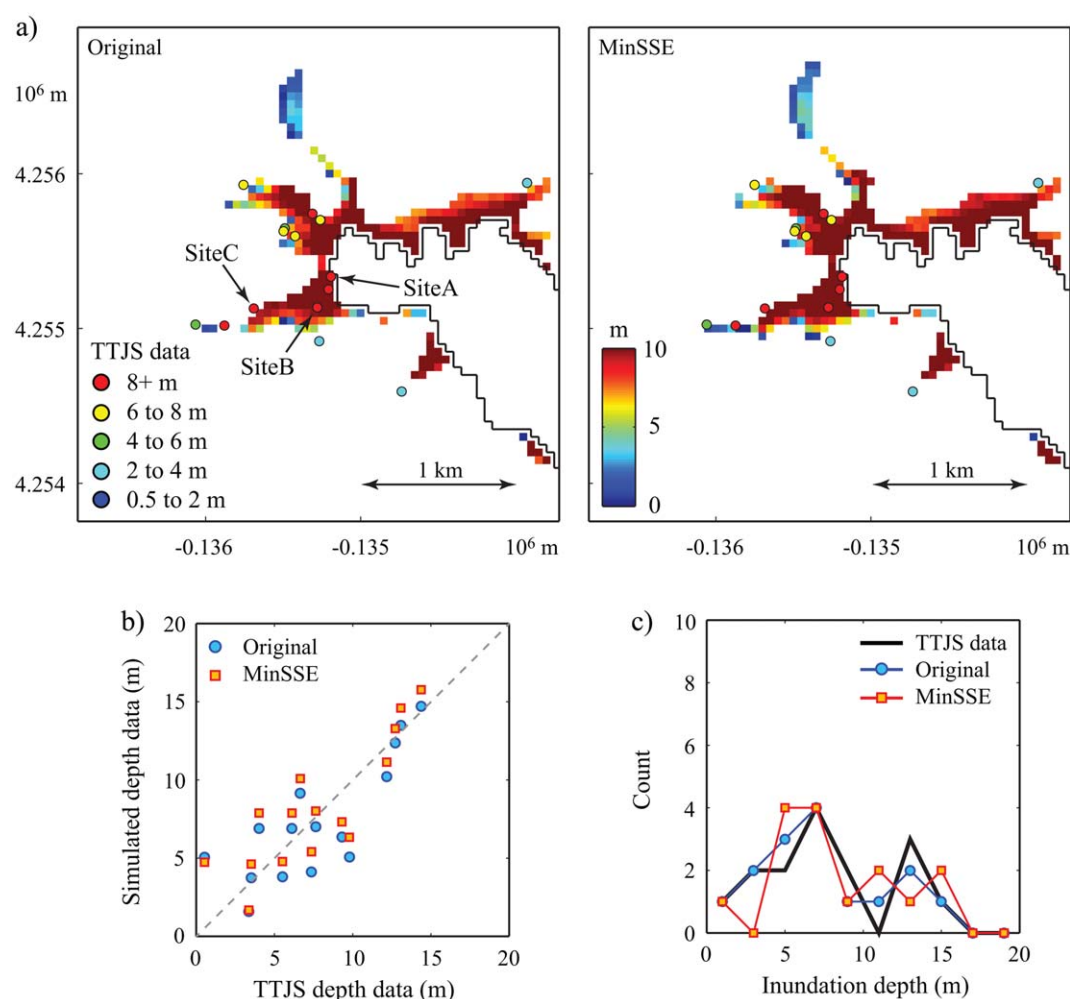 a)
Original
MinSSE
10⁶ m
4.256
4.255
4.254
SiteC
SiteA
SiteB
TTJS data
8+ m
6 to 8 m
4 to 6 m
2 to 4 m
0.5 to 2 m
1 km
m
10
5
0
1 km
-0.136
-0.135
10⁶ m
-0.136
-0.135
10⁶ m
b)
20
15
10
5
0
Simulated depth data (m)
Original
MinSSE
0
5
10
15
20
TTJS depth data (m)
c)
10
8
6
4
2
0
Count
TTJS data
Original
MinSSE
0
5
10
15
20
Inundation depth (m)